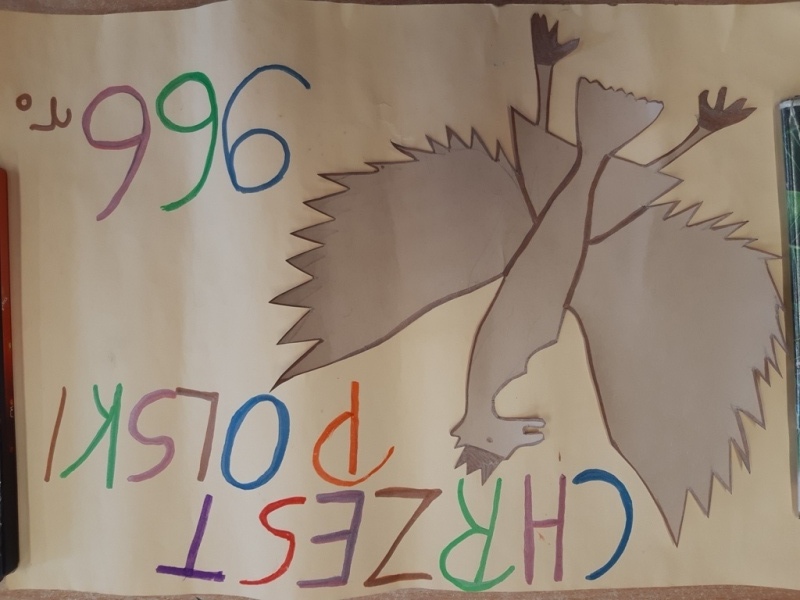 CHRZEST
POLSKI
966 r.